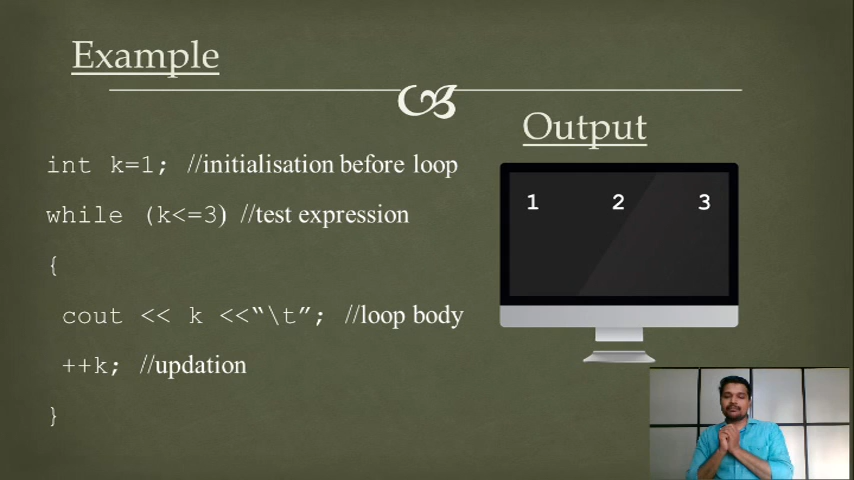 Example
Output
int k=1; //initialisation before loop
while (k<=3) //test expression
{
cout << k <<“\t”; //loop body
++k; //updation
}
1 2 3